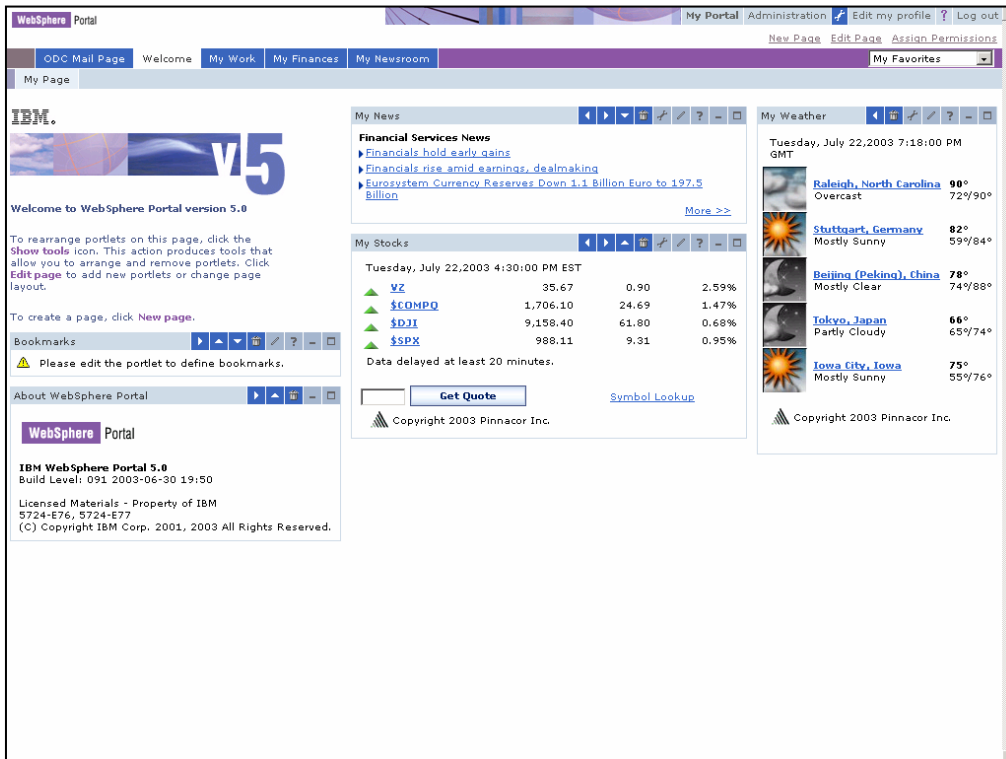 WebSphere Portal
My Portal Administration Edit my profile ? Log out
New Page Edit Page Assign Permissions
ODC Mail Page Welcome My Work My Finances My Newsroom My Favorites
My Page
IBM.
v5
Welcome to WebSphere Portal version 5.0
To rearrange portlets on this page, click the
Show tools icon. This action produces tools that
allow you to arrange and remove portlets. Click
Edit page to add new portlets or change page
layout.
To create a page, click New page.
Bookmarks ?
Please edit the portlet to define bookmarks.
About WebSphere Portal
WebSphere Portal
IBM WebSphere Portal 5.0
Build Level: 091 2003-06-30 19:50
Licensed Materials - Property of IBM
5724-E76, 5724-E77
(C) Copyright IBM Corp. 2001, 2003 All Rights Reserved.
My News ?
Financial Services News
Financials hold early gains
Financials rise amid earnings, dealmaking
Eurosystem Currency Reserves Down 1.1 Billion Euro to 197.5
Billion
More >>
My Stocks ?
Tuesday, July 22,2003 4:30:00 PM EST
VZ 35.67 0.90 2.59%
$COMPQ 1,706.10 24.69 1.47%
$DJI 9,158.40 61.80 0.68%
$SPX 988.11 9.31 0.95%
Data delayed at least 20 minutes.
Get Quote Symbol Lookup
Copyright 2003 Pinnacor Inc.
My Weather ?
Tuesday, July 22,2003 7:18:00 PM
GMT
Raleigh, North Carolina 90°
Overcast 72°/90°
Stuttgart, Germany 82°
Mostly Sunny 59°/84°
Beijing (Peking), China 78°
Mostly Clear 74°/88°
Tokyo, Japan 66°
Partly Cloudy 65°/74°
Iowa City, Iowa 75°
Mostly Sunny 55°/76°
Copyright 2003 Pinnacor Inc.